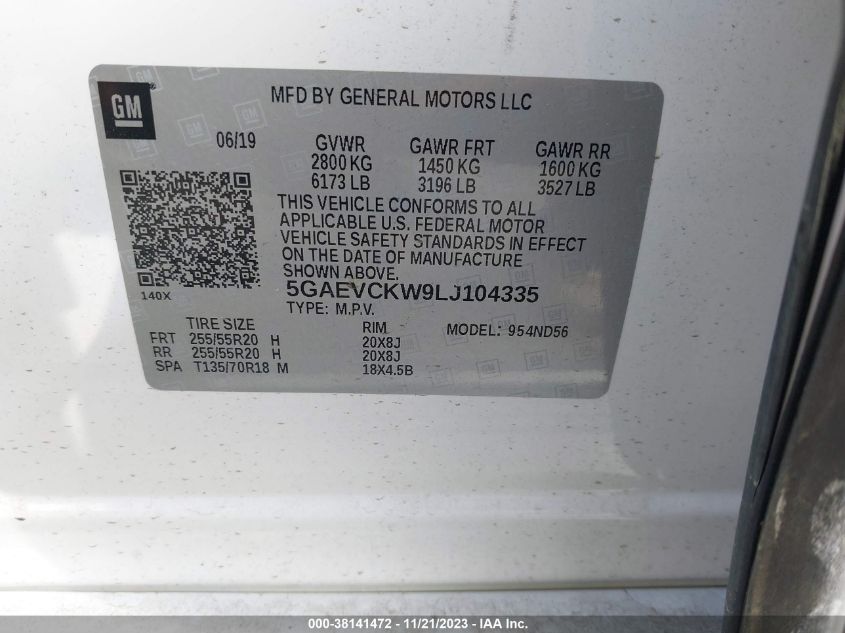 GM
MFD BY GENERAL MOTORS LLC
06/19 GVWR GAWR FRT GAWR RR
2800 KG 1450 KG 1600 KG
6173 LB 3196 LB 3527 LB
THIS VEHICLE CONFORMS TO ALL
APPLICABLE U.S. FEDERAL MOTOR
VEHICLE SAFETY STANDARDS IN EFFECT
ON THE DATE OF MANUFACTURE
SHOWN ABOVE.
140X 5GAEVCKW9LJ104335
TYPE: M.P.V.
TIRE SIZE RIM MODEL: 954ND56
FRT 255/55R20 H 20X8J
RR 255/55R20 H 20X8J
SPA T135/70R18 M 18X4.5B
000-38141472 - 11/21/2023 - IAAI INC.